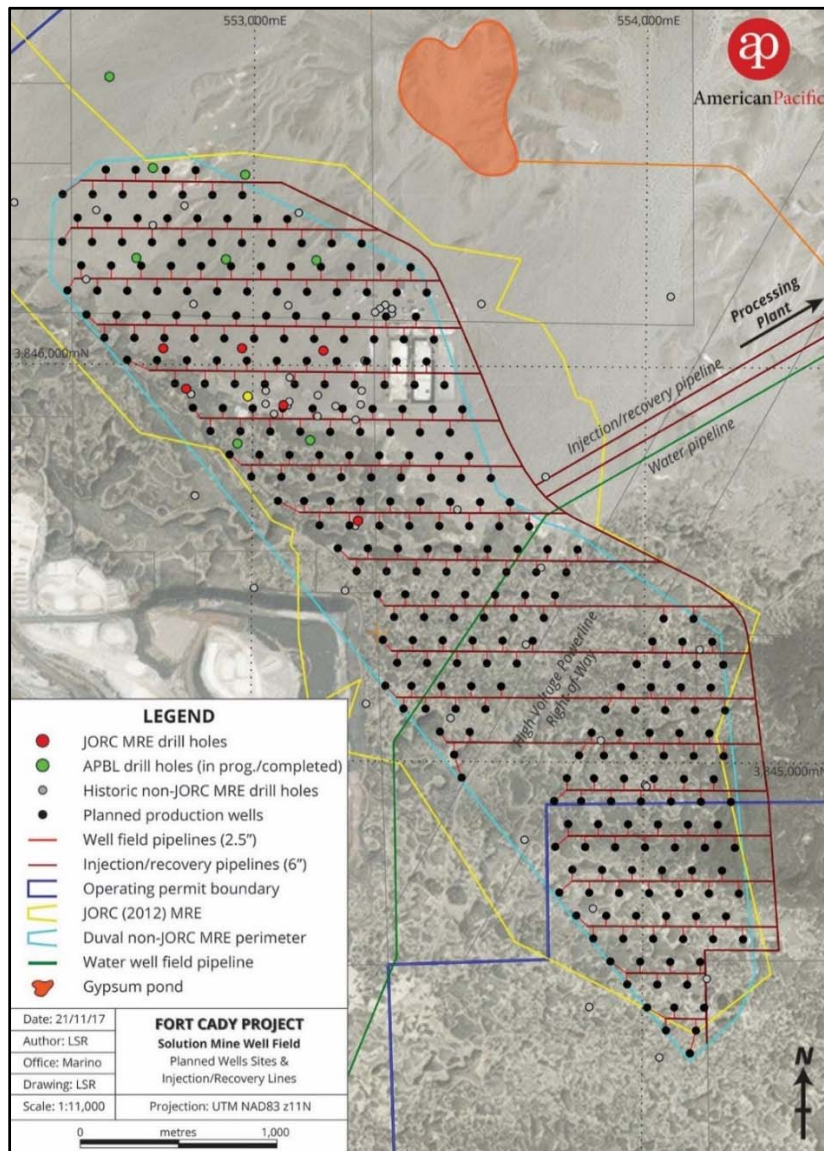 553,000mE
554,000mE
ap
AmericanPacific
3,846,000mN
Processing
Plant
Injection/recovery pipeline
Water pipeline
High Voltage Powerline
Right-of-Way
3,845,000mN
LEGEND
JORC MRE drill holes
APBL drill holes (in prog./completed)
Historic non-JORC MRE drill holes
Planned production wells
Well field pipelines (2.5”)
Injection/recovery pipelines (6”)
Operating permit boundary
JORC (2012) MRE
Duval non-JORC MRE perimeter
Water well field pipeline
Gypsum pond
Date: 21/11/17
Author: LSR
Office: Marino
Drawing: LSR
Scale: 1:11,000
FORT CADY PROJECT
Solution Mine Well Field
Planned Wells Sites &
Injection/Recovery Lines
Projection: UTM NAD83 z11N
0 metres 1,000
N